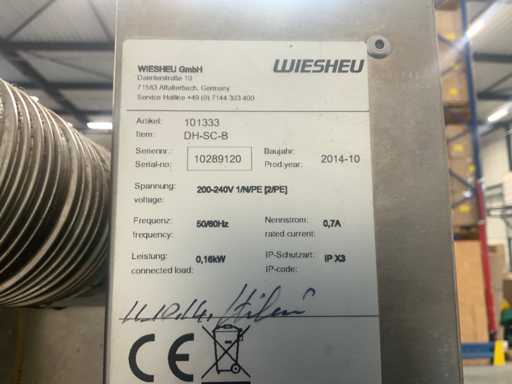 WIESHEU GmbH
WIESHEU
Daimlerstraße 10
71563 Affalterbach, Germany
Service Hotline +49 (0) 7144 303 400
Artikel: 101333
Item: DH-SC-B
Seriennr.: Baujahr:
Serial-no: 10289120 Prod.year: 2014-10
Spannung: 200-240V 1/N/PE [2/PE]
voltage:
Frequenz: 50/60Hz Nennstrom: 0,7A
frequency: rated current:
Leistung: 0,16kW IP-Schutzart: IP X3
connected load: IP-code:
11.10.14.
CE